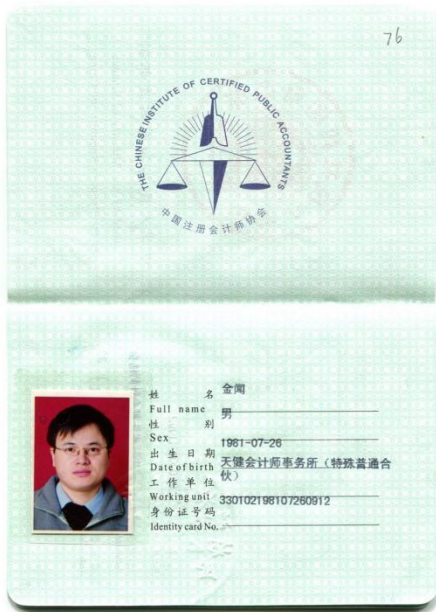 76
THE CHINESE INSTITUTE OF CERTIFIED PUBLIC ACCOUNTANTS
中国注册会计师协会
姓 名 金闻
Full name
性 别 男
Sex
出生日期 1981-07-26
Date of birth
工作单位 天健会计师事务所（特殊普通合
伙）
Working unit
身份证号码 330102198107260912
Identity card No.